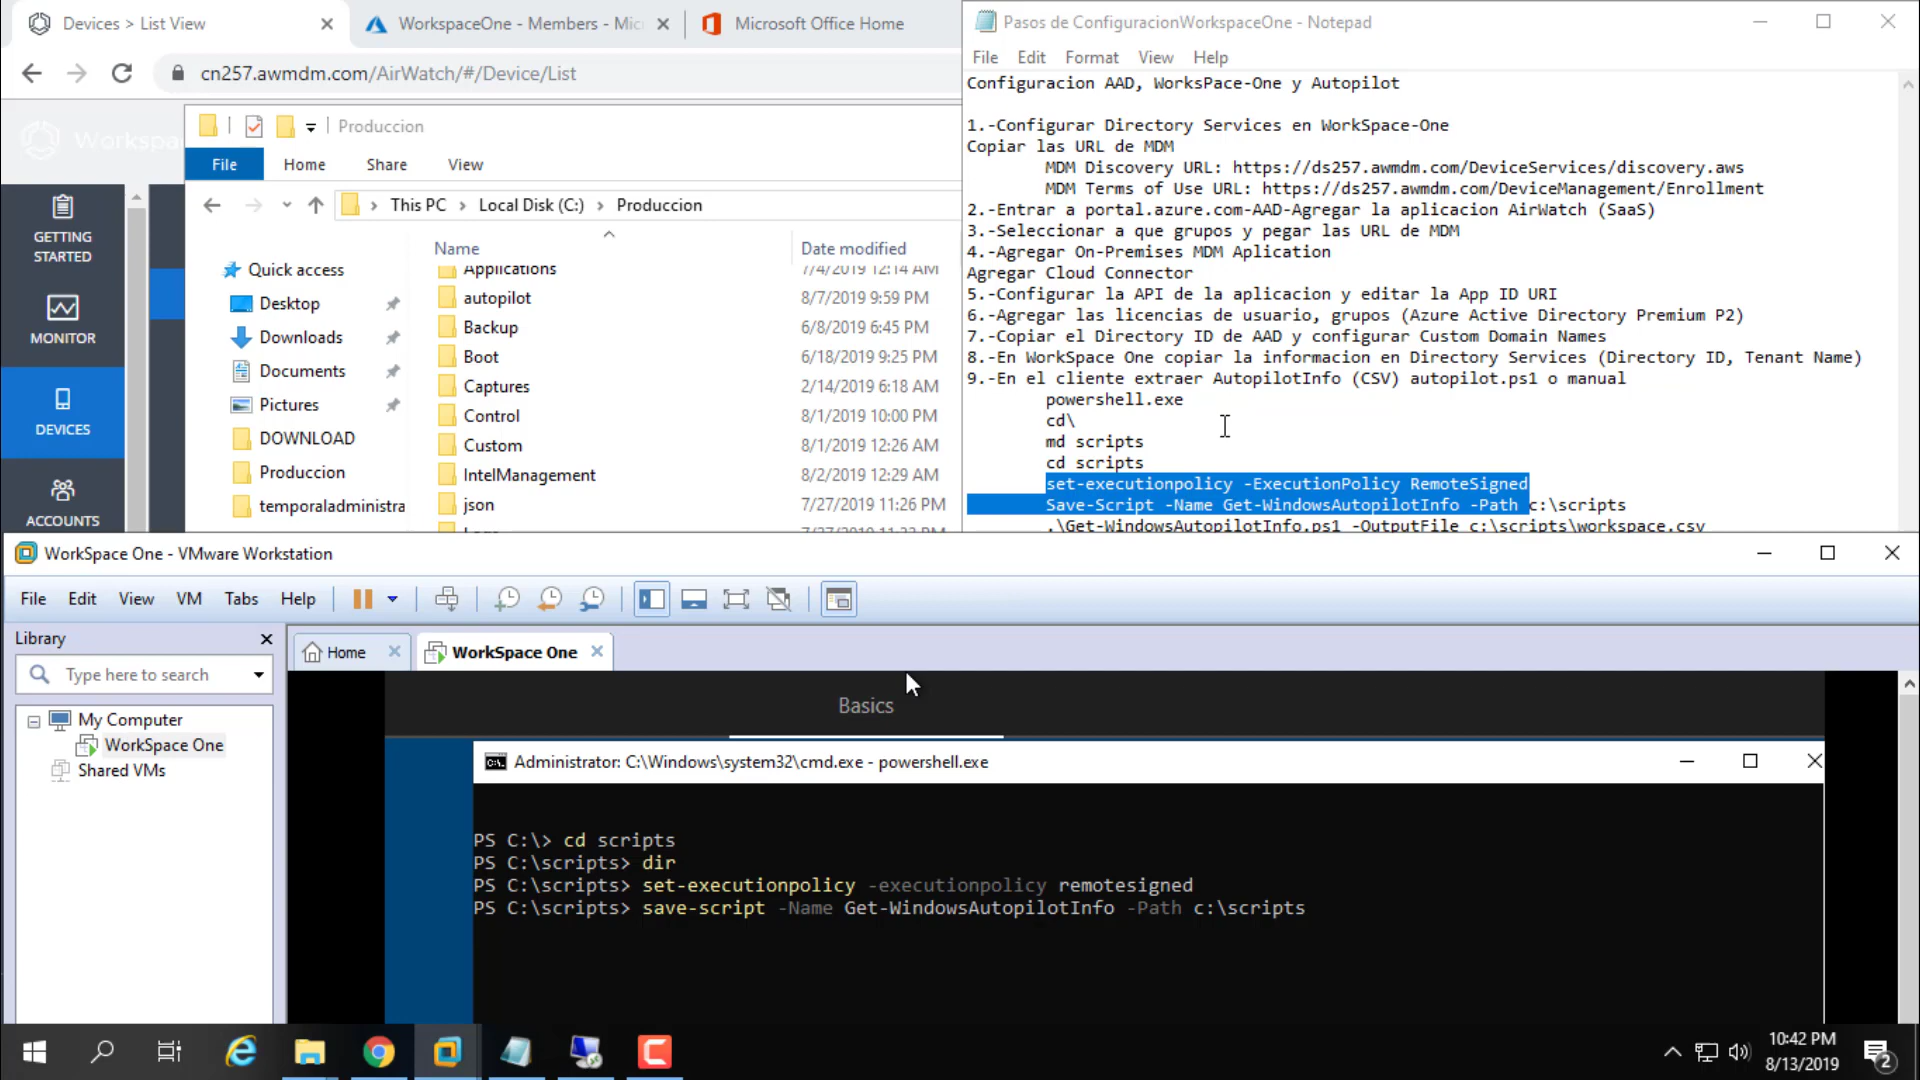 Devices > List View
WorkspaceOne - Members - Mic
Microsoft Office Home
cn257.awmdm.com/AirWatch/#/Device/List
Workspa
GETTING
STARTED
MONITOR
DEVICES
ACCOUNTS
Produccion
File
Home
Share
View
This PC > Local Disk (C:) > Produccion
Name
Date modified
Quick access
Desktop
Downloads
Documents
Pictures
DOWNLOAD
Produccion
temporaladministra
Applications 7/4/2019 12:14 AM
autopilot 8/7/2019 9:59 PM
Backup 6/8/2019 6:45 PM
Boot 6/18/2019 9:25 PM
Captures 2/14/2019 6:18 AM
Control 8/1/2019 10:00 PM
Custom 8/1/2019 12:26 AM
IntelManagement 8/2/2019 12:29 AM
json 7/27/2019 11:26 PM
Pasos de ConfiguracionWorkspaceOne - Notepad
File Edit Format View Help
Configuracion AAD, WorksPace-One y Autopilot
1.-Configurar Directory Services en WorkSpace-One
Copiar las URL de MDM
MDM Discovery URL: https://ds257.awmdm.com/DeviceServices/discovery.aws
MDM Terms of Use URL: https://ds257.awmdm.com/DeviceManagement/Enrollment
2.-Entrar a portal.azure.com-AAD-Agregar la aplicacion AirWatch (SaaS)
3.-Seleccionar a que grupos y pegar las URL de MDM
4.-Agregar On-Premises MDM Aplication
Agregar Cloud Connector
5.-Configurar la API de la aplicacion y editar la App ID URI
6.-Agregar las licencias de usuario, grupos (Azure Active Directory Premium P2)
7.-Copiar el Directory ID de AAD y configurar Custom Domain Names
8.-En WorkSpace One copiar la informacion en Directory Services (Directory ID, Tenant Name)
9.-En el cliente extraer AutopilotInfo (CSV) autopilot.ps1 o manual
powershell.exe
cd\
md scripts
cd scripts
set-executionpolicy -ExecutionPolicy RemoteSigned
Save-Script -Name Get-WindowsAutopilotInfo -Path c:\scripts
.\Get-WindowsAutopilotInfo.ps1 -OutputFile c:\scripts\workspace.csv
WorkSpace One - VMware Workstation
File Edit View VM Tabs Help
Library
Type here to search
My Computer
WorkSpace One
Shared VMs
Home
WorkSpace One
Basics
Administrator: C:\Windows\system32\cmd.exe - powershell.exe
PS C:\> cd scripts
PS C:\scripts> dir
PS C:\scripts> set-executionpolicy -executionpolicy remotesigned
PS C:\scripts> save-script -Name Get-WindowsAutopilotInfo -Path c:\scripts
10:42 PM
8/13/2019
2